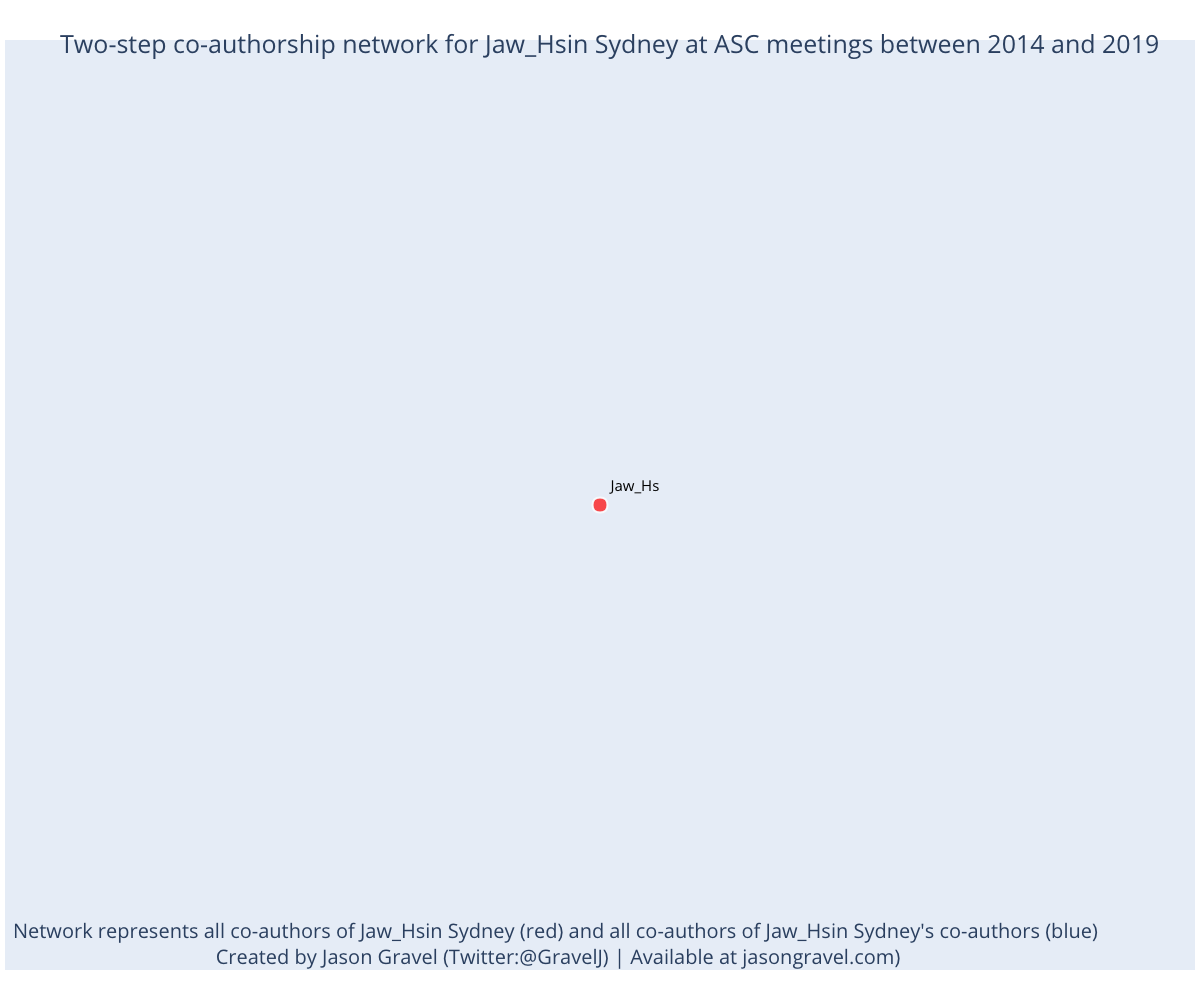 Two-step co-authorship network for Jaw_Hsin Sydney at ASC meetings between 2014 and 2019
Jaw_Hs
Network represents all co-authors of Jaw_Hsin Sydney (red) and all co-authors of Jaw_Hsin Sydney's co-authors (blue)
Created by Jason Gravel (Twitter:@GravelJ) | Available at jasongravel.com)